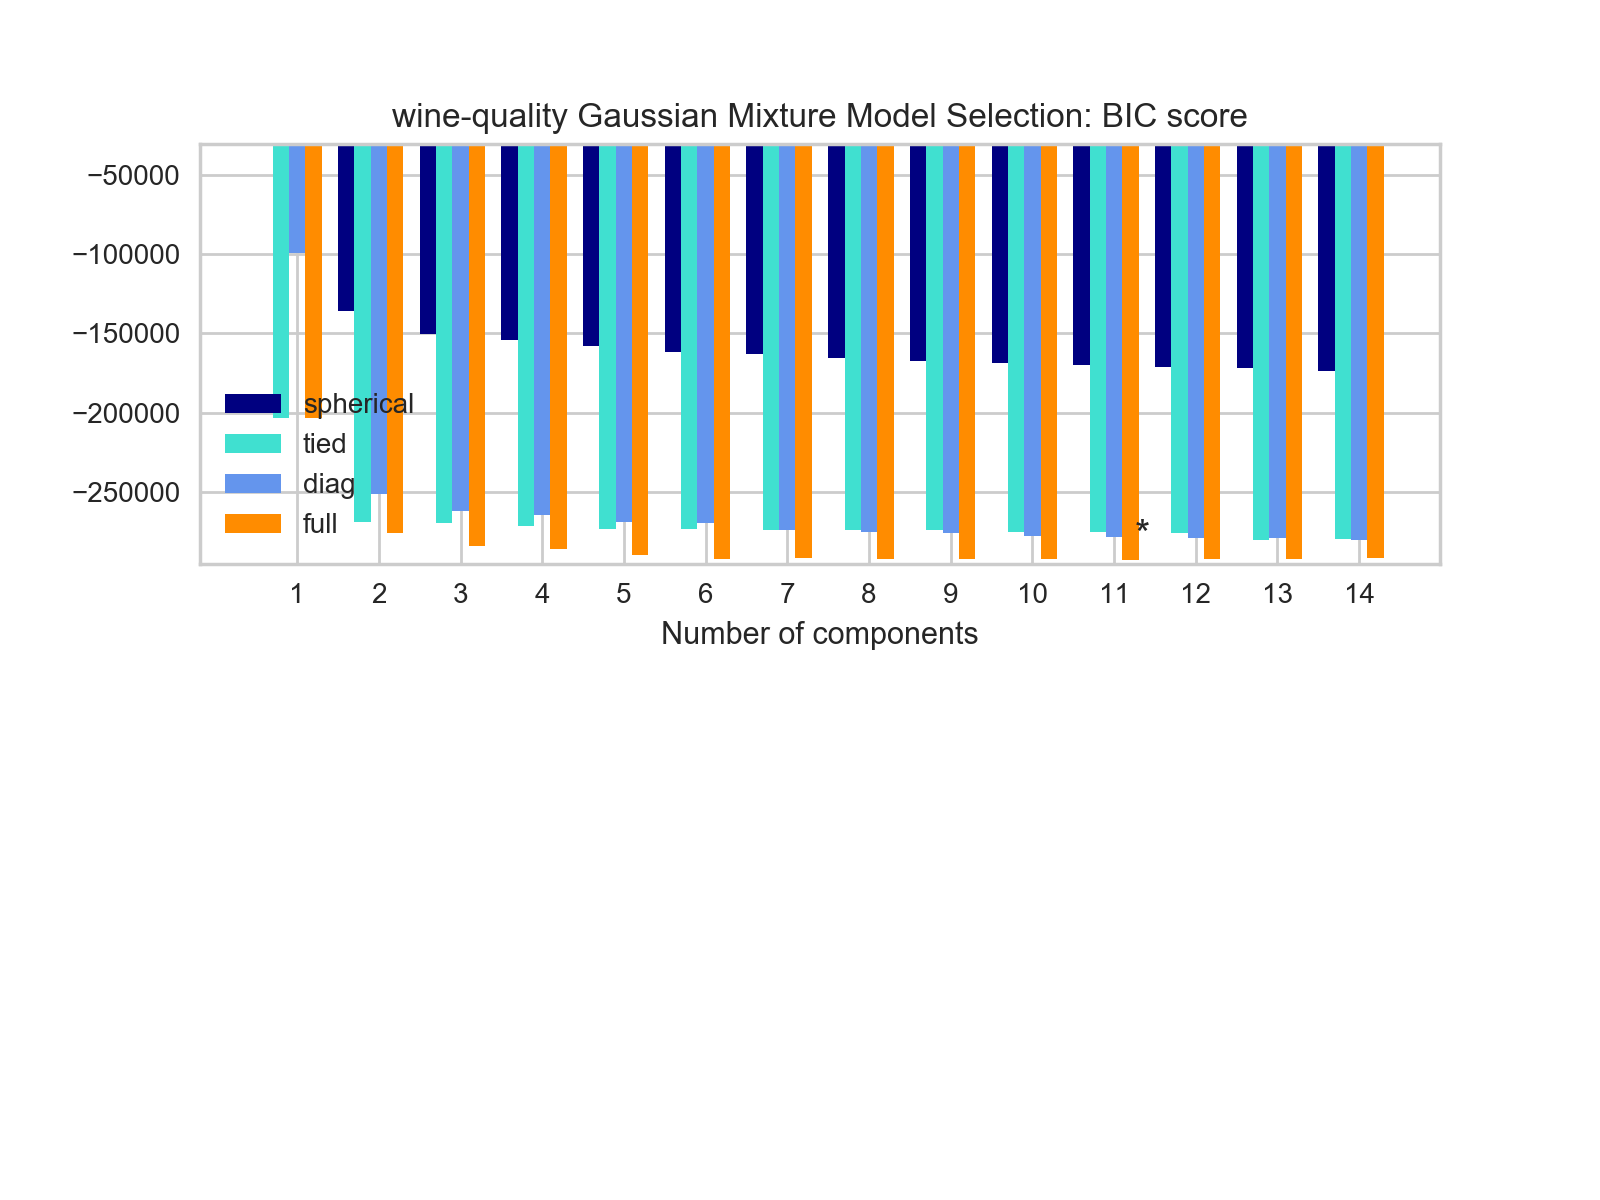 wine-quality Gaussian Mixture Model Selection: BIC score
−50000
−100000
−150000
−200000
−250000
spherical
tied
diag
full
*
1 2 3 4 5 6 7 8 9 10 11 12 13 14
Number of components